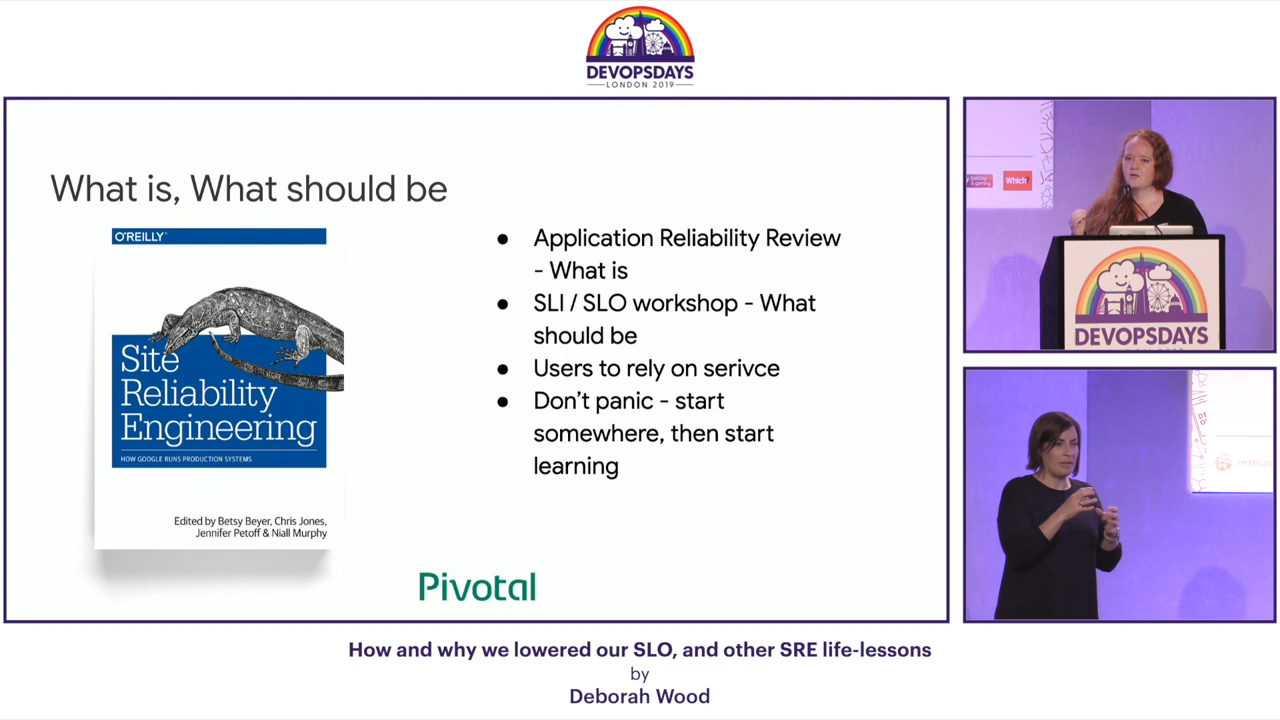 DEVOPSDAYS
LONDON 2019
What is, What should be
O'REILLY®
Site
Reliability
Engineering
HOW GOOGLE RUNS PRODUCTION SYSTEMS
Edited by Betsy Beyer, Chris Jones,
Jennifer Petoff & Niall Murphy
● Application Reliability Review
- What is
● SLI / SLO workshop - What
should be
● Users to rely on serivce
● Don't panic - start
somewhere, then start
learning
Pivotal
betting
& gaming
Which?
DEVOPSDAYS
instruc
How and why we lowered our SLO, and other SRE life-lessons
by
Deborah Wood